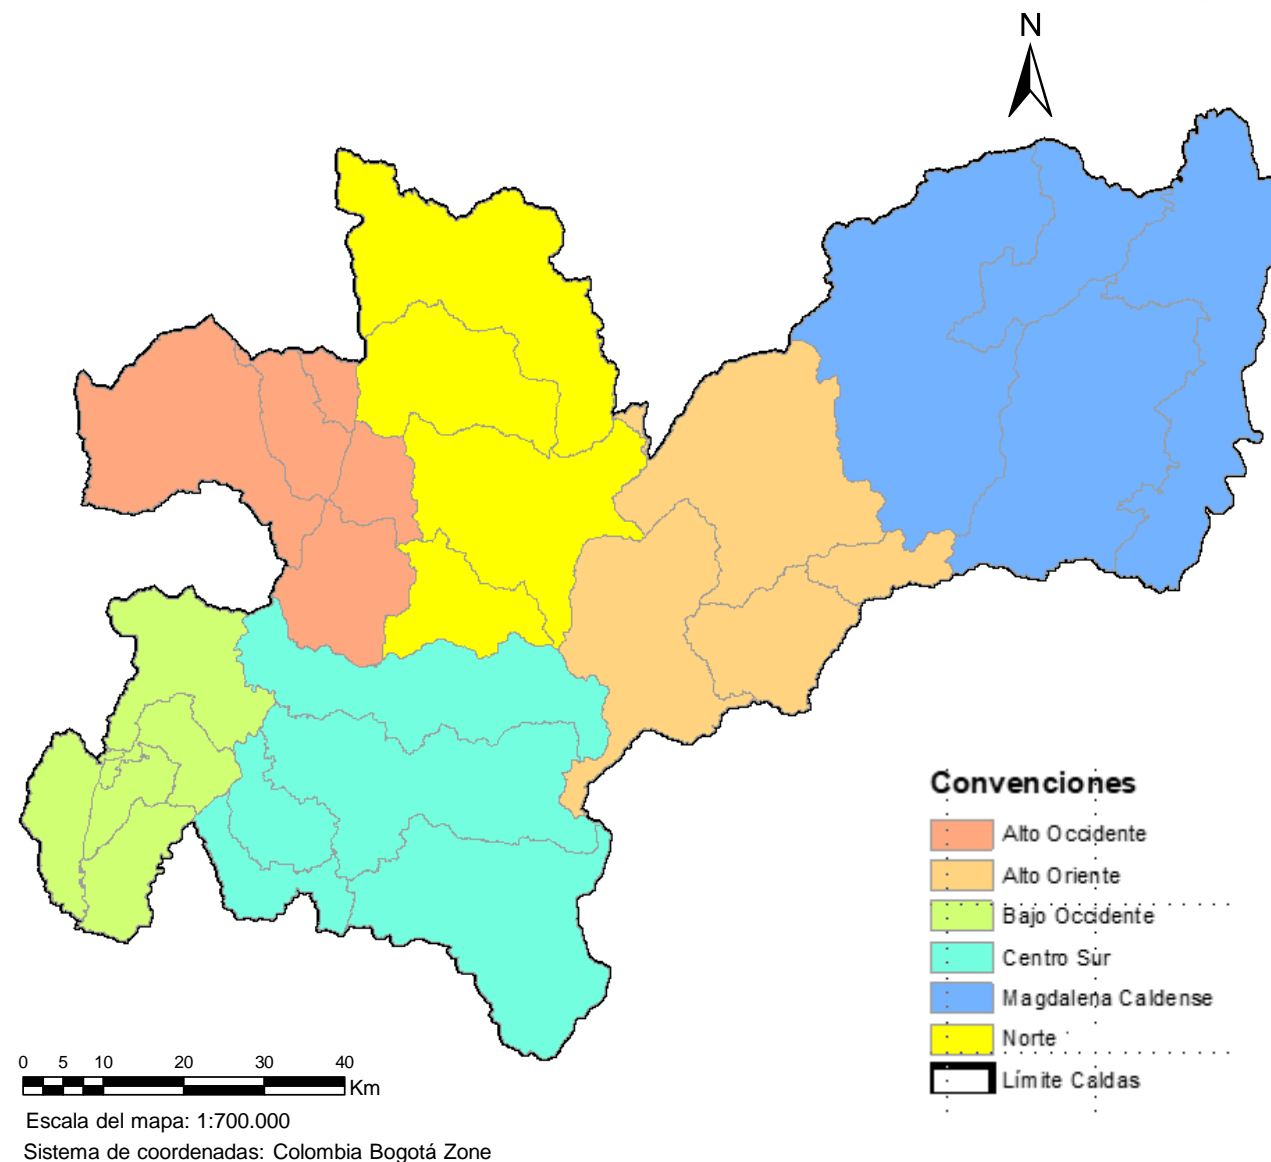 N
Convenciones
Alto Occidente
Alto Oriente
Bajo Occidente
Centro Sur
Magdalena Caldense
Norte
Límite Caldas
0 5 10 20 30 40
Km
Escala del mapa: 1:700.000
Sistema de coordenadas: Colombia Bogotá Zone